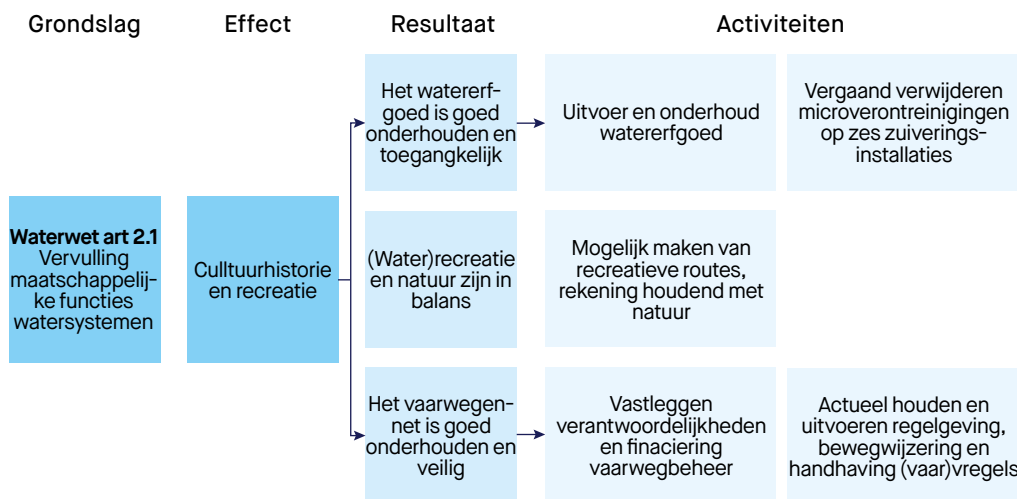 Grondslag
Effect
Resultaat
Activiteiten
Waterwet art 2.1
Vervulling
maatschappelij-
ke functies
watersystemen
Culltuurhistorie
en recreatie
Het watererf-
goed is goed
onderhouden en
toegangkelijk
Uitvoer en onderhoud
watererfgoed
Vergaand verwijderen
microverontreinigingen
op zes zuiverings-
installaties
(Water)recreatie
en natuur zijn in
balans
Mogelijk maken van
recreatieve routes,
rekening houdend met
natuur
Het vaarwegen-
net is goed
onderhouden en
veilig
Vastleggen
verantwoordelijkheden
en financiering
vaarwegbeheer
Actueel houden en
uitvoeren regelgeving,
bewegwijzering en
handhaving (vaar)vregels